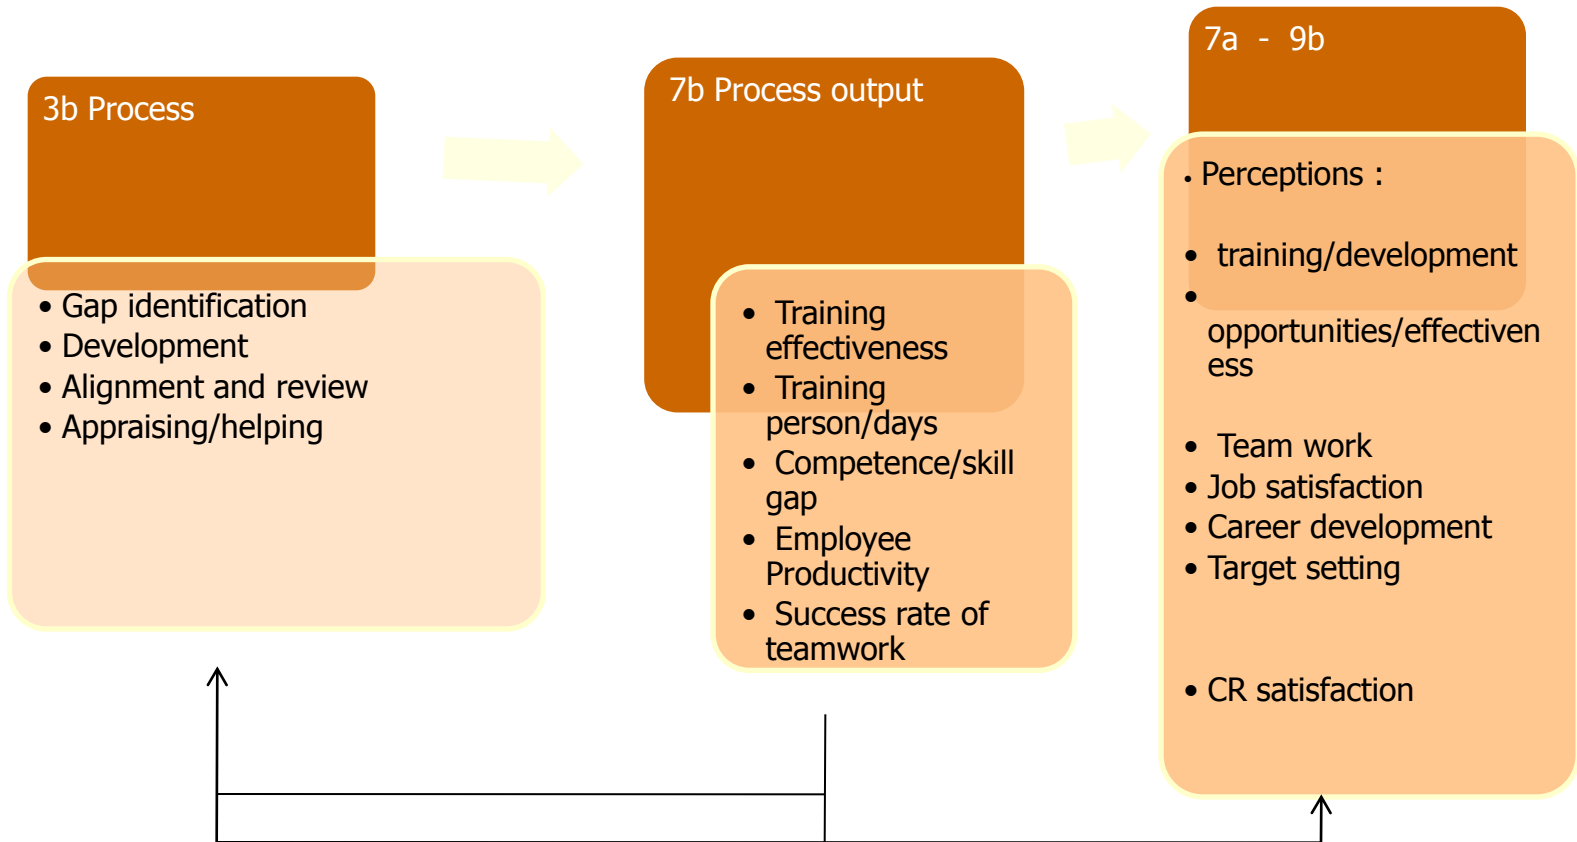 3b Process
• Gap identification
• Development
• Alignment and review
• Appraising/helping
7b Process output
• Training
effectiveness
• Training
person/days
• Competence/skill
gap
• Employee
Productivity
• Success rate of
teamwork
7a - 9b
• Perceptions :
• training/development
•
opportunities/effectiven
ess
• Team work
• Job satisfaction
• Career development
• Target setting
• CR satisfaction